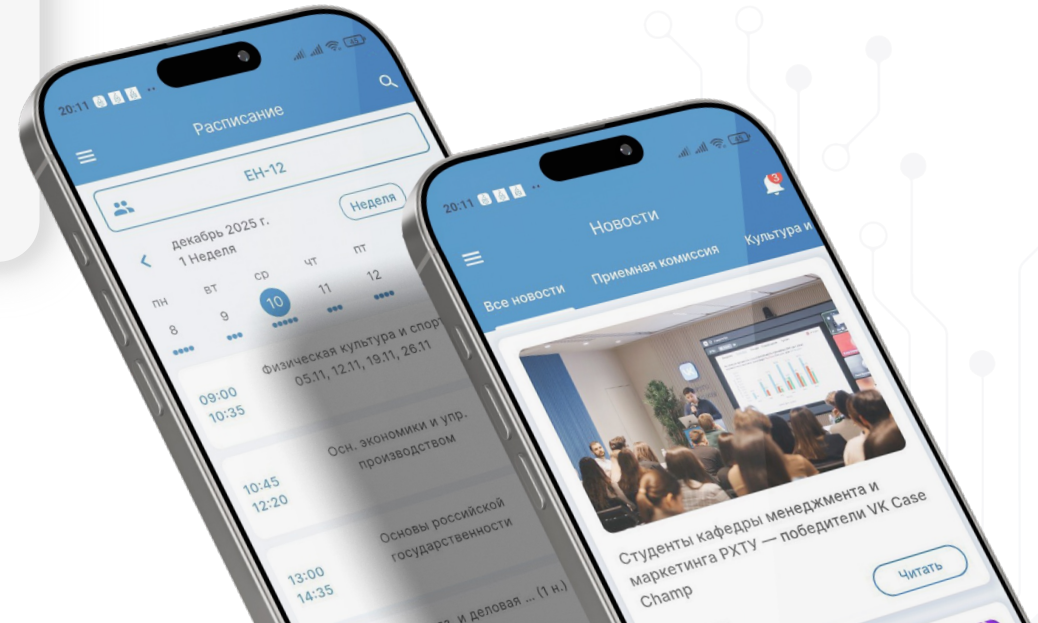 20:11
45
Расписание
ЕН-12
декабрь 2025 г.
1 Неделя
Неделя
пн
вт
ср
чт
пт
8
9
10
11
12
09:00
10:35
Физическая культура и спорт
05.11, 12.11, 19.11, 26.11
10:45
12:20
Осн. экономики и упр.
производством
13:00
14:35
Основы российской
государственности
и деловая ... (1 н.)
20:11
45
3
Новости
Все новости
Приемная комиссия
Культура и
Студенты кафедры менеджмента и
маркетинга РХТУ — победители VK Case
Champ
Читать